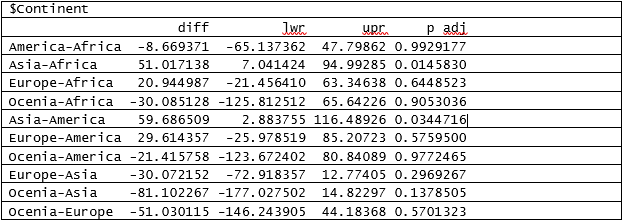 $Continent
diff lwr upr p adj
America-Africa -8.669371 -65.137362 47.79862 0.9929177
Asia-Africa 51.017138 7.041424 94.99285 0.0145830
Europe-Africa 20.944987 -21.456410 63.34638 0.6448523
Ocenia-Africa -30.085128 -125.812512 65.64226 0.9053036
Asia-America 59.686509 2.883755 116.48926 0.0344716
Europe-America 29.614357 -25.978519 85.20723 0.5759500
Ocenia-America -21.415758 -123.672402 80.84089 0.9772465
Europe-Asia -30.072152 -72.918357 12.77405 0.2969267
Ocenia-Asia -81.102267 -177.027502 14.82297 0.1378505
Ocenia-Europe -51.030115 -146.243905 44.18368 0.5701323